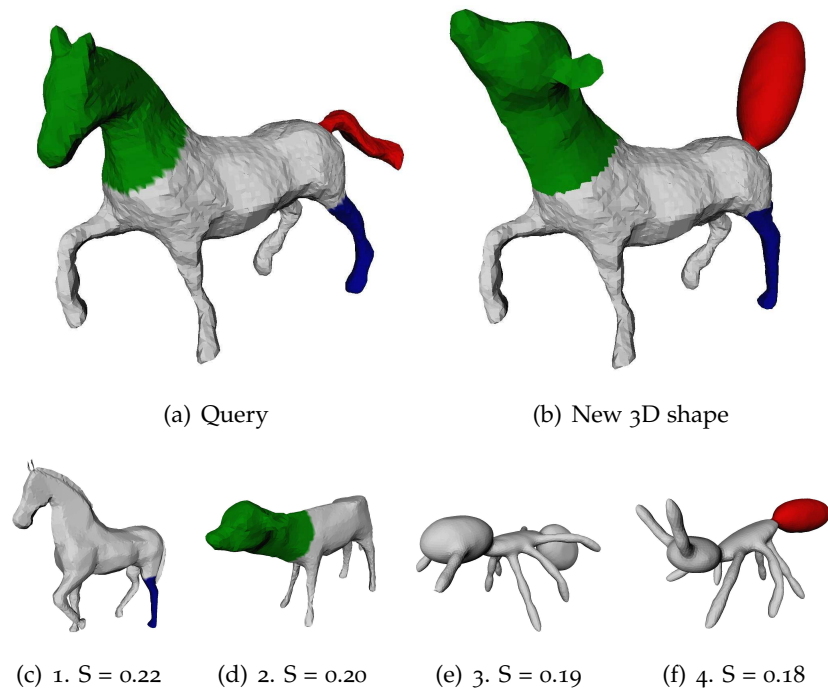 (a) Query
(b) New 3D shape
(c) 1. S = 0.22
(d) 2. S = 0.20
(e) 3. S = 0.19
(f) 4. S = 0.18